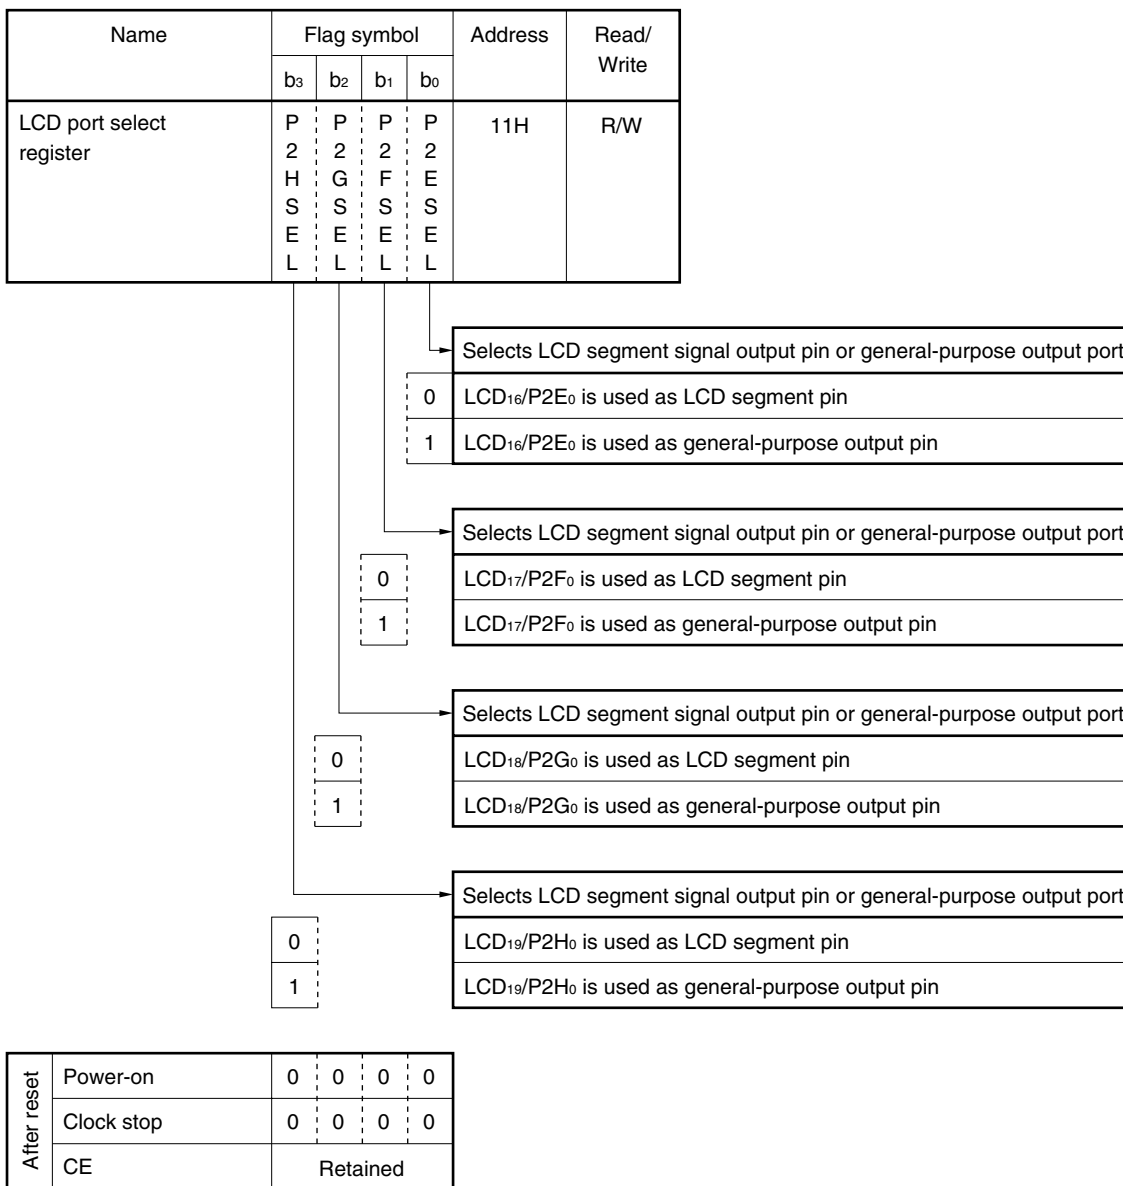 Name Flag symbol Address Read/
Write
b3 b2 b1 b0
LCD port select
register
P2HSEL P2GSEL P2FSEL P2ESEL 11H R/W
Selects LCD segment signal output pin or general-purpose output port
0 LCD16/P2E0 is used as LCD segment pin
1 LCD16/P2E0 is used as general-purpose output pin
Selects LCD segment signal output pin or general-purpose output port
0 LCD17/P2F0 is used as LCD segment pin
1 LCD17/P2F0 is used as general-purpose output pin
Selects LCD segment signal output pin or general-purpose output port
0 LCD18/P2G0 is used as LCD segment pin
1 LCD18/P2G0 is used as general-purpose output pin
Selects LCD segment signal output pin or general-purpose output port
0 LCD19/P2H0 is used as LCD segment pin
1 LCD19/P2H0 is used as general-purpose output pin
After reset
Power-on 0 0 0 0
Clock stop 0 0 0 0
CE Retained